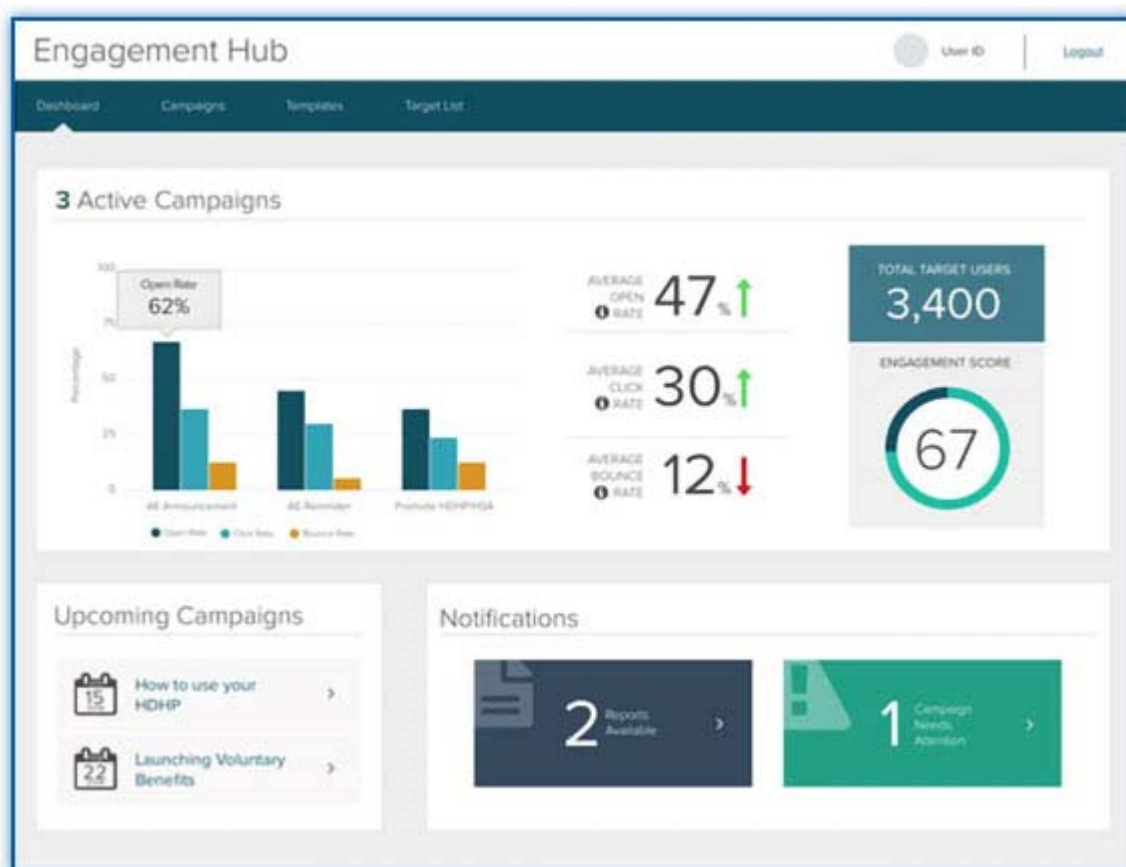 Engagement Hub
User ID
Logout
Dashboard
Campaigns
Templates
Target List
3 Active Campaigns
100
Open Rate
62%
75
50
25
0
Percentage
AE Announcement
AE Reminder
Promote HDHP/HSA
Open Rate
Click Rate
Bounce Rate
AVERAGE
OPEN
RATE
47%
AVERAGE
CLICK
RATE
30%
AVERAGE
BOUNCE
RATE
12%
TOTAL TARGET USERS
3,400
ENGAGEMENT SCORE
67
Upcoming Campaigns
15
How to use your
HDHP
22
Launching Voluntary
Benefits
Notifications
2
Reports
Available
1
Campaign
Needs
Attention